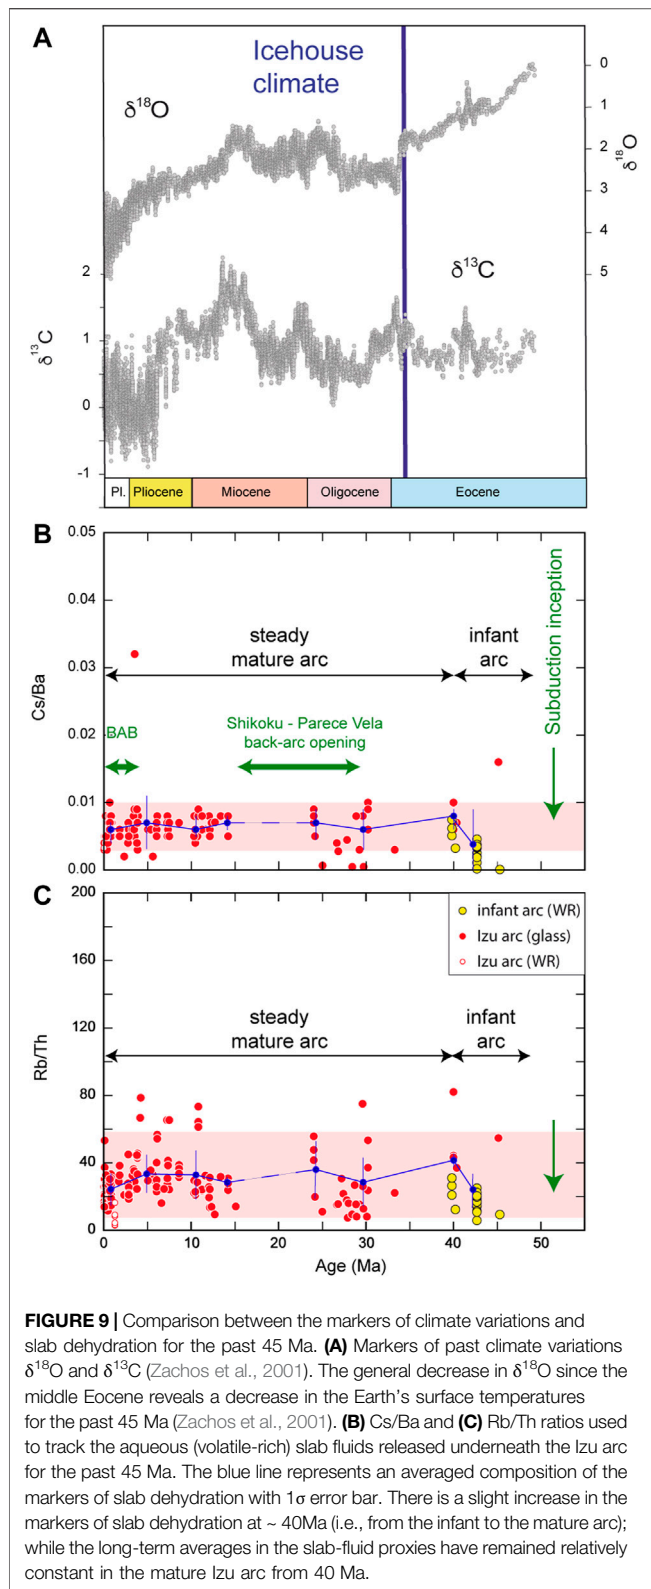 A
Icehouse
climate
δ18O
0
1
2
3
4
5
δ18O
δ13C
2
1
0
-1
δ13C
Pl.
Pliocene
Miocene
Oligocene
Eocene
B
0.05
0.04
0.03
0.02
0.01
0.00
Cs/Ba
steady
mature arc
infant
arc
Subduction inception
BAB
Shikoku - Parece Vela
back-arc opening
C
200
160
120
80
40
0
Rb/Th
infant arc (WR)
Izu arc (glass)
Izu arc (WR)
steady
mature arc
infant
arc
0
10
20
30
40
50
Age (Ma)
FIGURE 9 | Comparison between the markers of climate variations and
slab dehydration for the past 45 Ma. (A) Markers of past climate variations
δ18O and δ13C (Zachos et al., 2001). The general decrease in δ18O since the
middle Eocene reveals a decrease in the Earth's surface temperatures
for the past 45 Ma (Zachos et al., 2001). (B) Cs/Ba and (C) Rb/Th ratios used
to track the aqueous (volatile-rich) slab fluids released underneath the Izu arc
for the past 45 Ma. The blue line represents an averaged composition of the
markers of slab dehydration with 1σ error bar. There is a slight increase in the
markers of slab dehydration at ~ 40Ma (i.e., from the infant to the mature arc);
while the long-term averages in the slab-fluid proxies have remained relatively
constant in the mature Izu arc from 40 Ma.